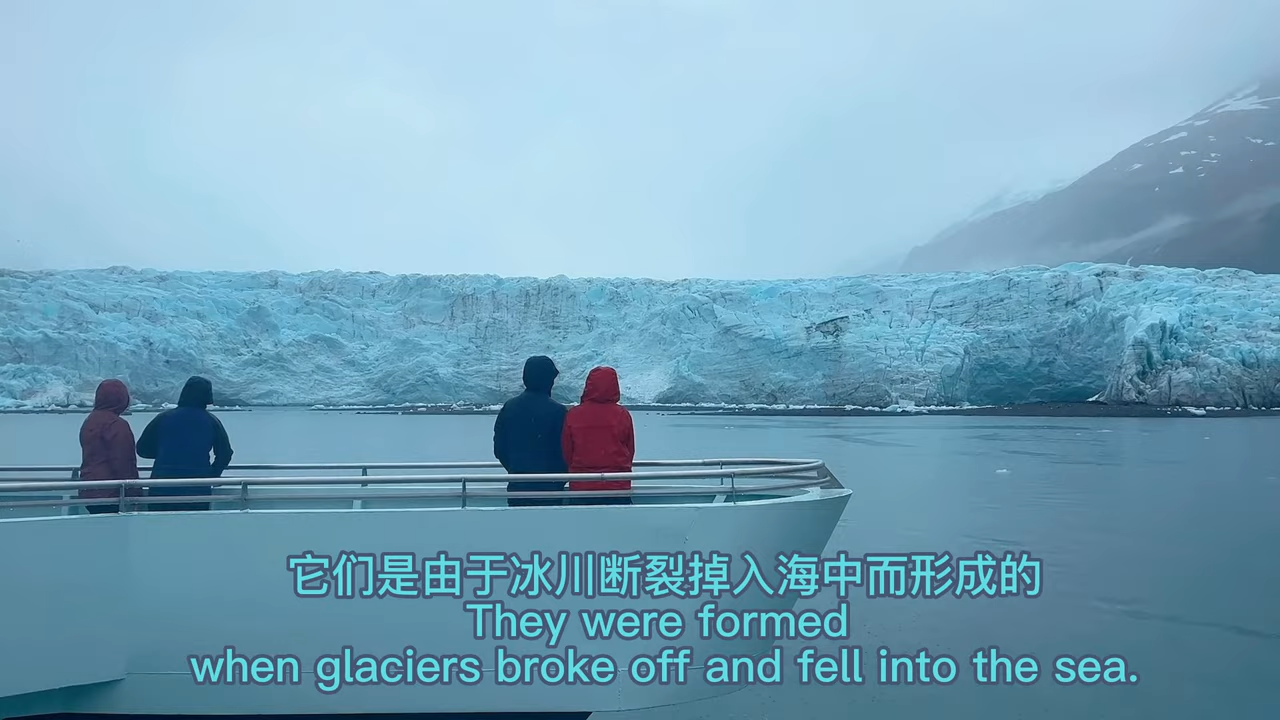 它们是由于冰川断裂掉入海中而形成的
They were formed
when glaciers broke off and fell into the sea.